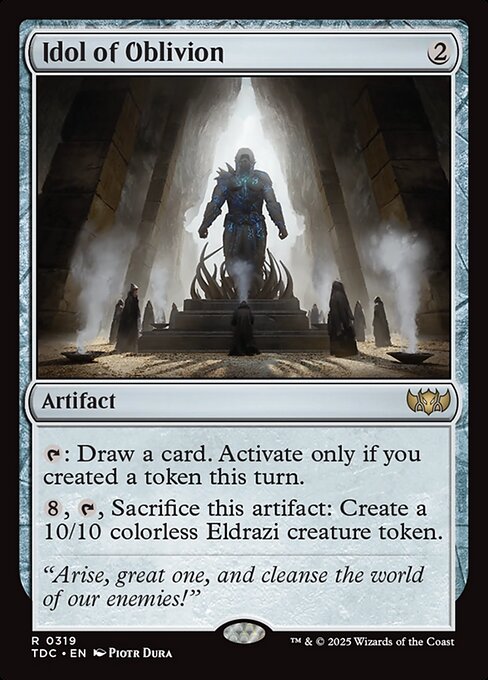 Idol of Oblivion 2
Artifact
: Draw a card. Activate only if you
created a token this turn.
8, , Sacrifice this artifact: Create a
10/10 colorless Eldrazi creature token.
“Arise, great one, and cleanse the world
of our enemies!”
R 0319 ™ & © 2025 Wizards of the Coast
TDC • EN Piotr Dura